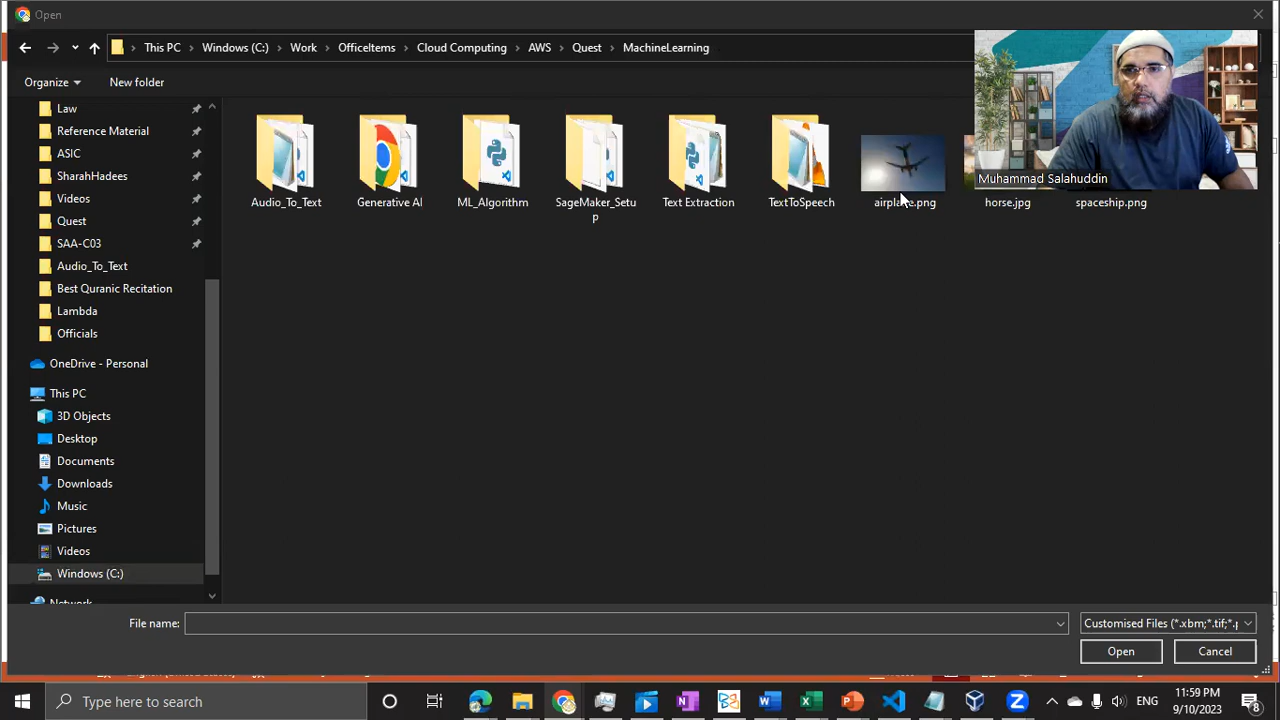 Open
This PC > Windows (C:) > Work > OfficeItems > Cloud Computing > AWS > Quest > MachineLearning
Organize
New folder
Law
Reference Material
ASIC
SharahHadees
Videos
Quest
SAA-C03
Audio_To_Text
Best Quranic Recitation
Lambda
Officials
OneDrive - Personal
This PC
3D Objects
Desktop
Documents
Downloads
Music
Pictures
Videos
Windows (C:)
Network
Audio_To_Text
Generative AI
ML_Algorithm
SageMaker_Setu
p
Text Extraction
TextToSpeech
airplane.png
horse.jpg
spaceship.png
Muhammad Salahuddin
File name:
Customised Files (*.xbm;*.tif;*.p
Open
Cancel
Type here to search
ENG
11:59 PM
9/10/2023
8